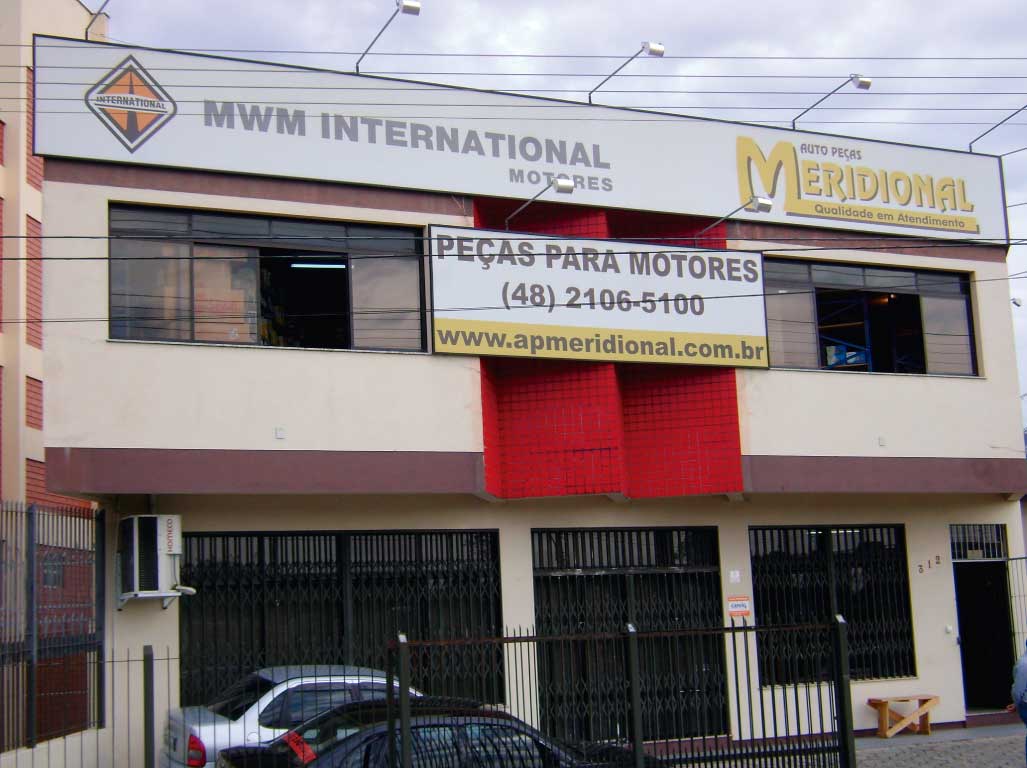 INTERNATIONAL
MWM INTERNATIONAL
MOTORES
AUTO PEÇAS
MERIDIONAL
Qualidade em Atendimento
PEÇAS PARA MOTORES
(48) 2106-5100
www.apmeridional.com.br
KOMECO
312